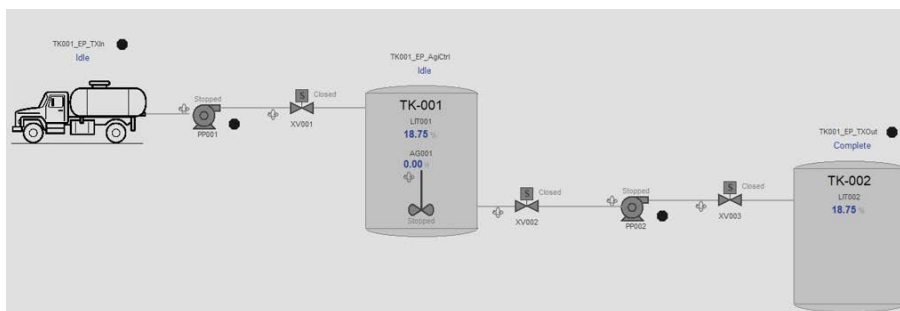 TK001_EP_TXIn
Idle
Stopped
PP001
S
Closed
XV001
TK001_EP_AgiCtrl
Idle
TK-001
LIT001
18.75 %
AG001
0.00
Stopped
S
Closed
XV002
Stopped
PP002
S
Closed
XV003
TK001_EP_TXOut
Complete
TK-002
LIT002
18.75 %